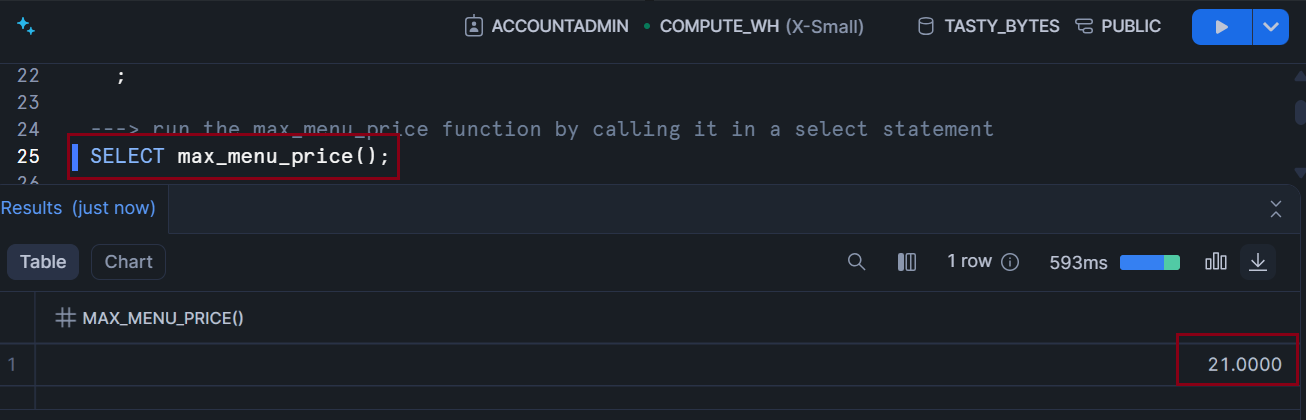 ACCOUNTADMIN COMPUTE_WH (X-Small) TASTY_BYTES PUBLIC
22 ;
23
24 ---> run the max_menu_price function by calling it in a select statement
25 SELECT max_menu_price();
26
Results (just now)
Table Chart 1 row 593ms
MAX_MENU_PRICE()
1 21.0000